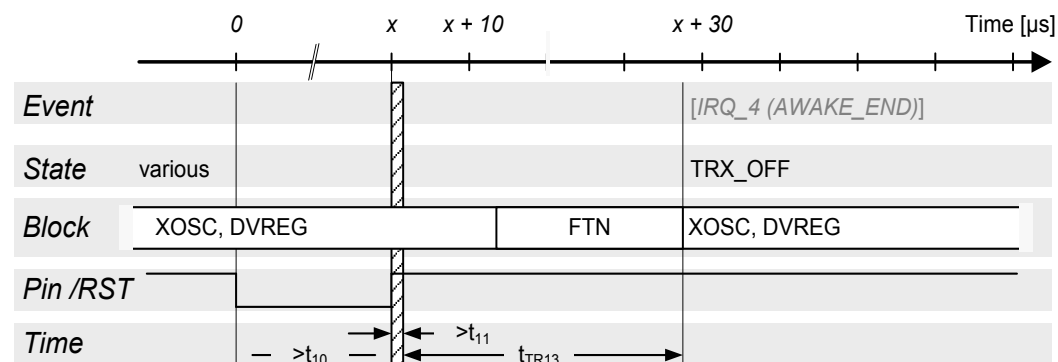 0 x x + 10 x + 30 Time [µs]
Event [IRQ_4 (AWAKE_END)]
State various TRX_OFF
Block XOSC, DVREG FTN XOSC, DVREG
Pin /RST
Time >t10 >t11 tTR13